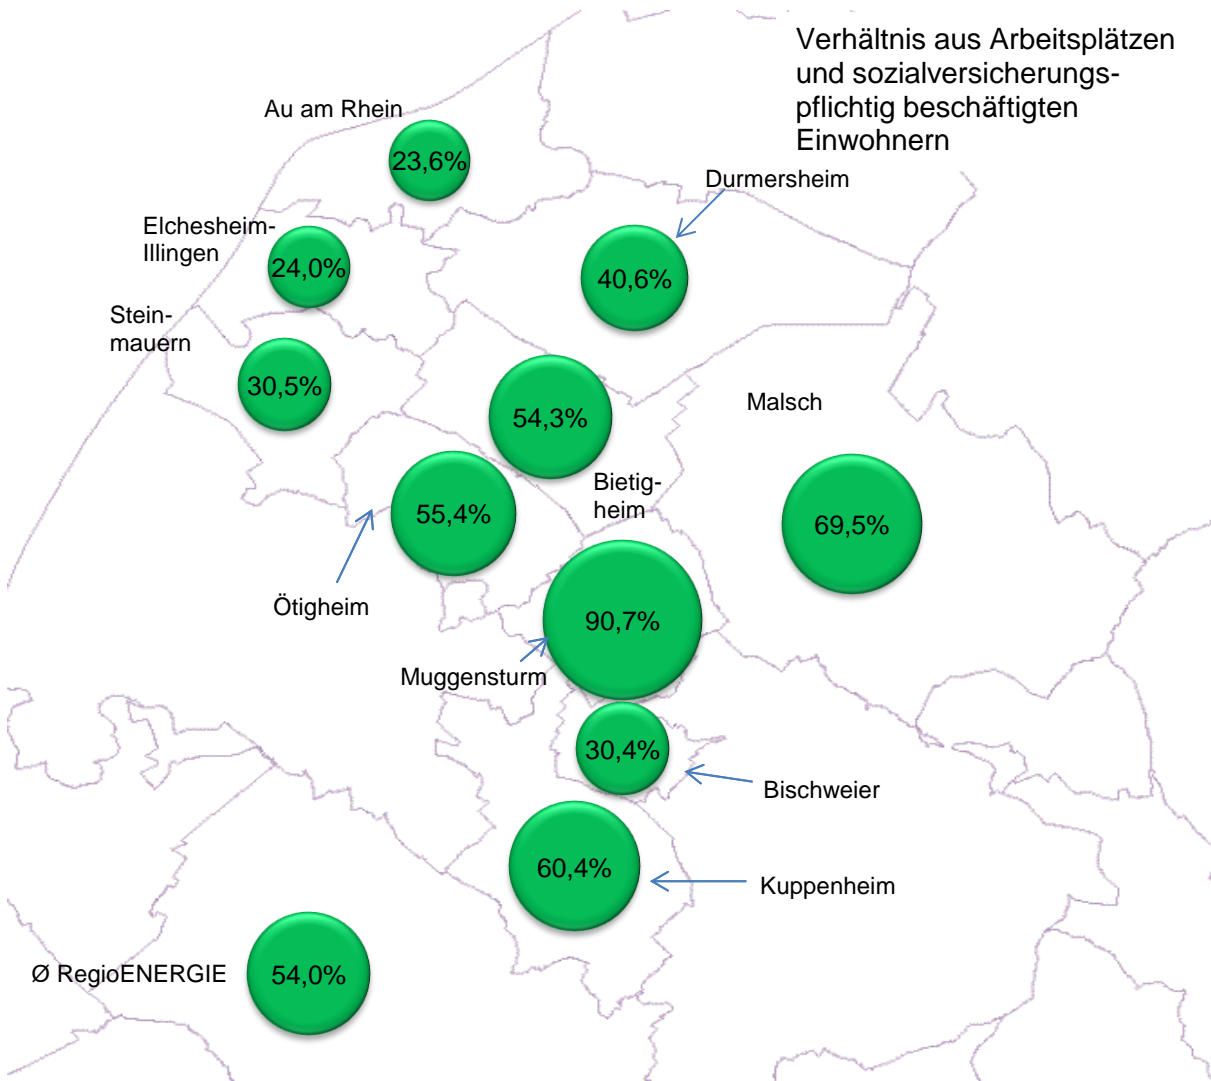 Verhältnis aus Arbeitsplätzen
und sozialversicherungs-
pflichtig beschäftigten
Einwohnern
Au am Rhein
23,6%
Durmersheim
Elchesheim-
Illingen
24,0%
40,6%
Stein-
mauern
30,5%
54,3%
Malsch
Bietig-
heim
55,4%
69,5%
Ötigheim
90,7%
Muggensturm
30,4%
Bischweier
60,4%
Kuppenheim
Ø RegioENERGIE
54,0%